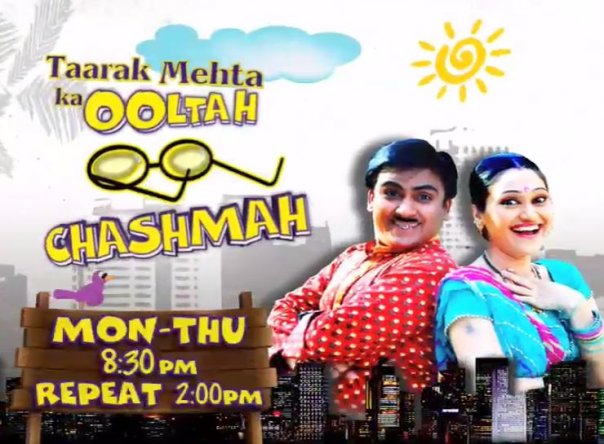 Taarak Mehta
ka OOLTAH
CHASHMAH
MON-THU
8:30 PM
REPEAT 2:00PM